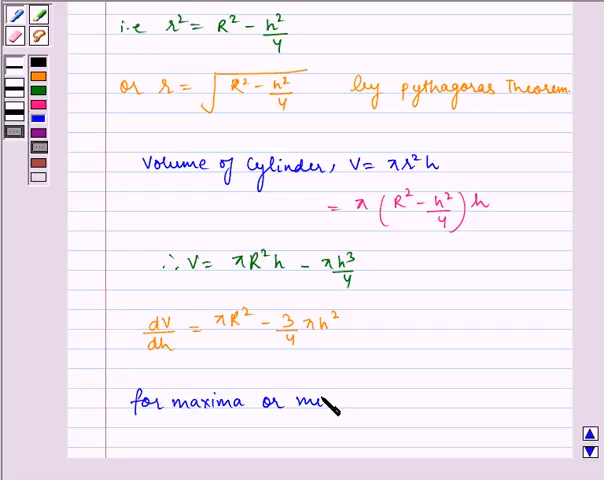 i.e r² = R² - h²/4
or r = √(R² - h²/4) by pythagoras Theorem.
Volume of Cylinder, V = πr²h
= π (R² - h²/4) h
∴ V = πR²h - πh³/4
dV/dh = πR² - 3/4 πh²
for maxima or mi